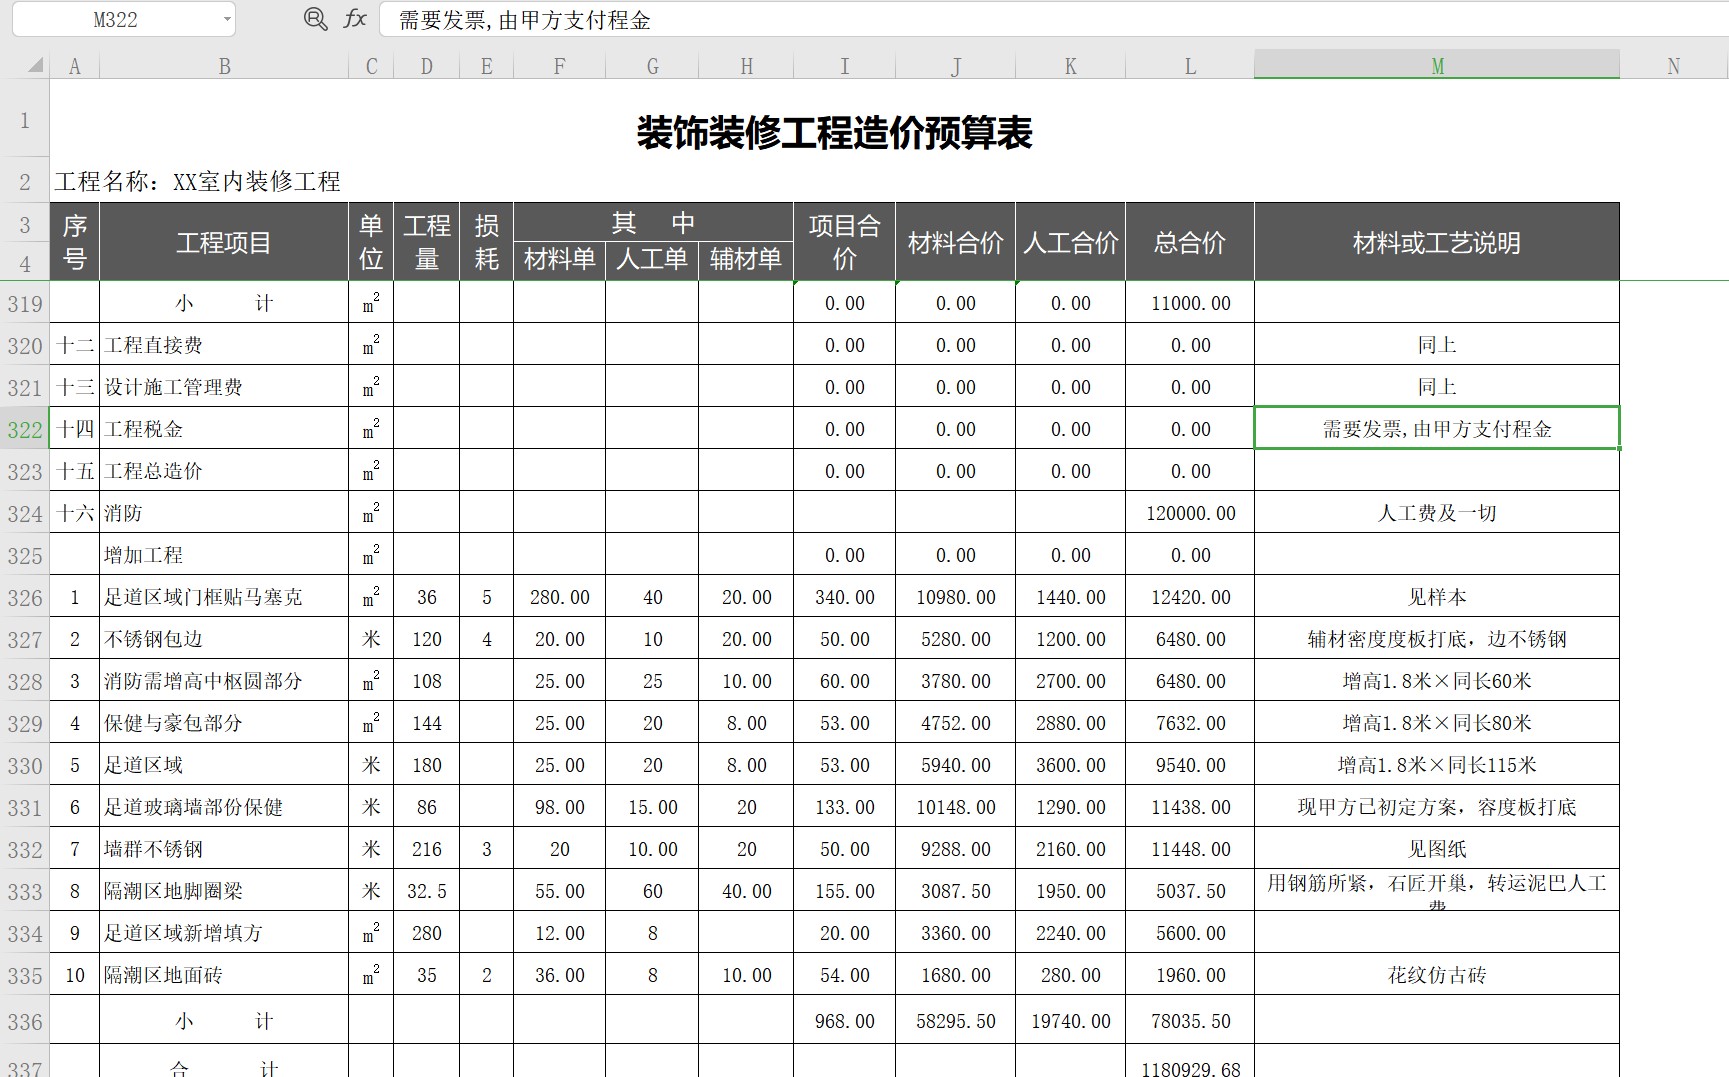 M322 fx 需要发票,由甲方支付程金
A B C D E F G H I J K L M N
1 装饰装修工程造价预算表
2 工程名称：XX室内装修工程
3 序号 工程项目 单位 工程量 损耗 其 中 项目合价 材料合价 人工合价 总合价 材料或工艺说明
4 材料单 人工单 辅材单
319 小 计 m² 0.00 0.00 0.00 11000.00
320 十二 工程直接费 m² 0.00 0.00 0.00 0.00 同上
321 十三 设计施工管理费 m² 0.00 0.00 0.00 0.00 同上
322 十四 工程税金 m² 0.00 0.00 0.00 0.00 需要发票,由甲方支付程金
323 十五 工程总造价 m² 0.00 0.00 0.00 0.00
324 十六 消防 m² 120000.00 人工费及一切
325 增加工程 m² 0.00 0.00 0.00 0.00
326 1 足道区域门框贴马塞克 m² 36 5 280.00 40 20.00 340.00 10980.00 1440.00 12420.00 见样本
327 2 不锈钢包边 米 120 4 20.00 10 20.00 50.00 5280.00 1200.00 6480.00 辅材密度度板打底，边不锈钢
328 3 消防需增高中枢圆部分 m² 108 25.00 25 10.00 60.00 3780.00 2700.00 6480.00 增高1.8米×同长60米
329 4 保健与豪包部分 m² 144 25.00 20 8.00 53.00 4752.00 2880.00 7632.00 增高1.8米×同长80米
330 5 足道区域 米 180 25.00 20 8.00 53.00 5940.00 3600.00 9540.00 增高1.8米×同长115米
331 6 足道玻璃墙部份保健 米 86 98.00 15.00 20 133.00 10148.00 1290.00 11438.00 现甲方已初定方案，容度板打底
332 7 墙群不锈钢 米 216 3 20 10.00 20 50.00 9288.00 2160.00 11448.00 见图纸
333 8 隔潮区地脚圈梁 米 32.5 55.00 60 40.00 155.00 3087.50 1950.00 5037.50 用钢筋所紧，石匠开巢，转运泥巴人工费
334 9 足道区域新增填方 m² 280 12.00 8 20.00 3360.00 2240.00 5600.00
335 10 隔潮区地面砖 m² 35 2 36.00 8 10.00 54.00 1680.00 280.00 1960.00 花纹仿古砖
336 小 计 968.00 58295.50 19740.00 78035.50
337 合 计 1180929.68